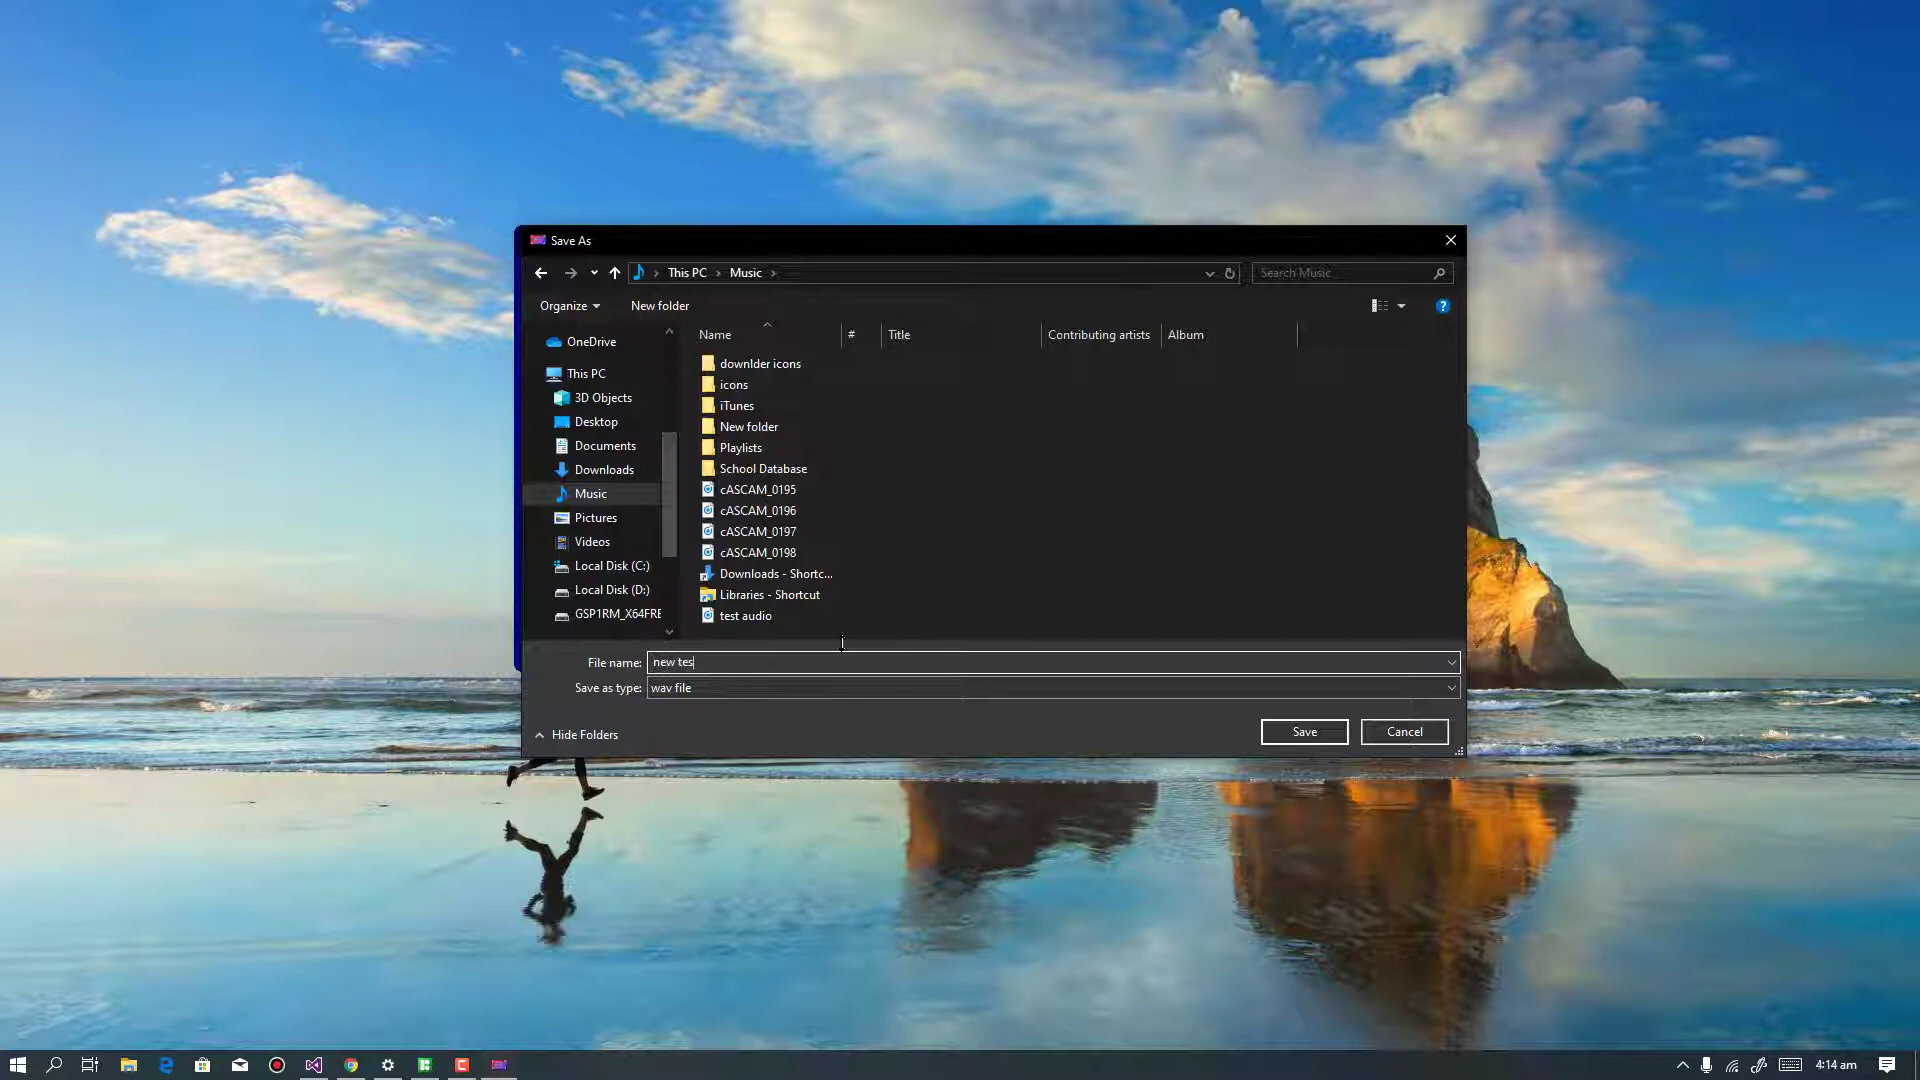 Save As
This PC
Music
Search Music
Organize
New folder
?
Name
#
Title
Contributing artists
Album
OneDrive
This PC
3D Objects
Desktop
Documents
Downloads
Music
Pictures
Videos
Local Disk (C:)
Local Disk (D:)
GSP1RM_X64FRE
downlder icons
icons
iTunes
New folder
Playlists
School Database
cASCAM_0195
cASCAM_0196
cASCAM_0197
cASCAM_0198
Downloads - Shortc...
Libraries - Shortcut
test audio
File name: new tes
Save as type: wav file
Hide Folders
Save
Cancel
4:14 am